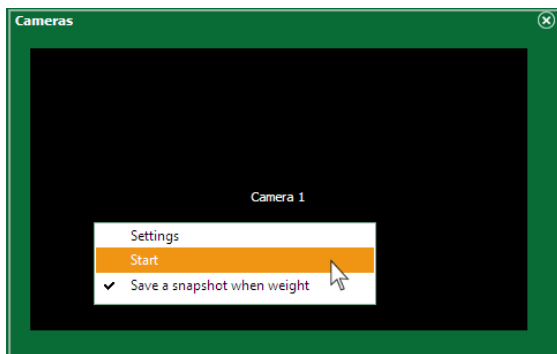 Cameras
Camera 1
Settings
Start
Save a snapshot when weight